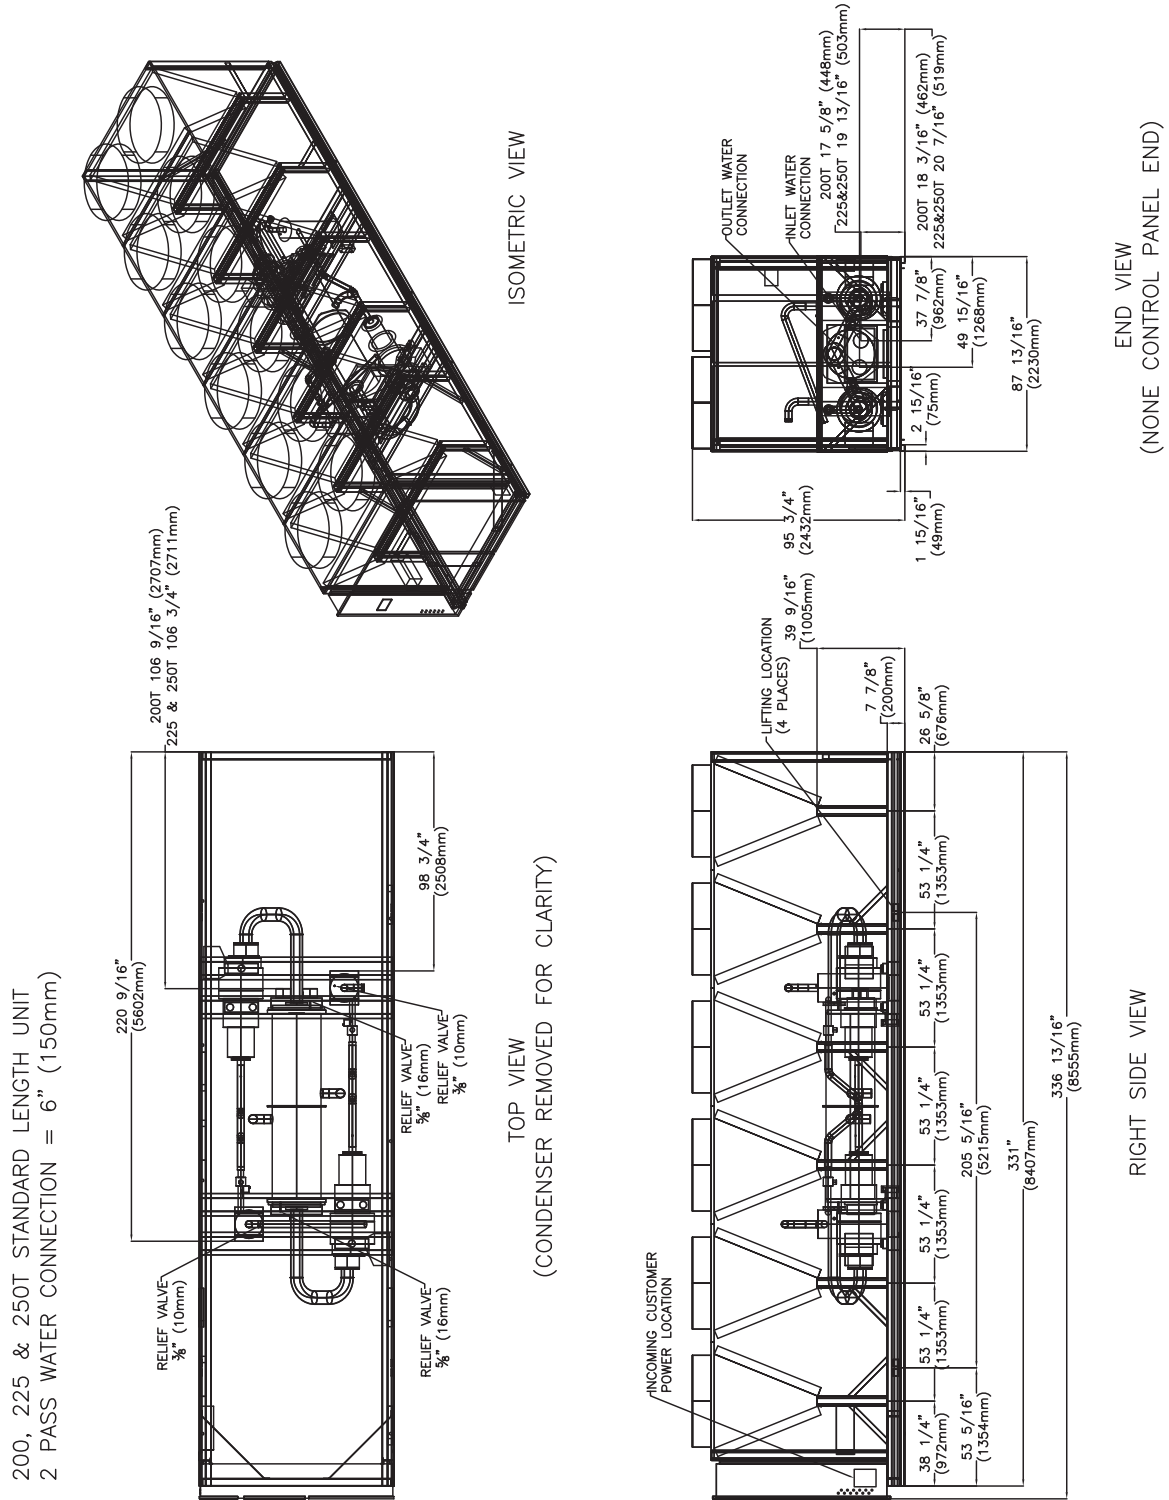 200, 225 & 250T STANDARD LENGTH UNIT
2 PASS WATER CONNECTION = 6" (150mm)
220 9/16"
(5602mm)
200T 106 9/16" (2707mm)
225 & 250T 106 3/4" (2711mm)
RELIEF VALVE
⅜" (10mm)
RELIEF VALVE
⅝" (16mm)
RELIEF VALVE
⅝" (16mm)
RELIEF VALVE
⅜" (10mm)
98 3/4"
(2508mm)
TOP VIEW
(CONDENSER REMOVED FOR CLARITY)
ISOMETRIC VIEW
INCOMING CUSTOMER
POWER LOCATION
LIFTING LOCATION
(4 PLACES)
39 9/16"
(1005mm)
7 7/8"
(200mm)
38 1/4"
(972mm)
53 1/4"
(1353mm)
53 1/4"
(1353mm)
53 1/4"
(1353mm)
53 1/4"
(1353mm)
53 1/4"
(1353mm)
26 5/8"
(676mm)
53 5/16"
(1354mm)
205 5/16"
(5215mm)
331"
(8407mm)
336 13/16"
(8555mm)
RIGHT SIDE VIEW
OUTLET WATER
CONNECTION
INLET WATER
CONNECTION
200T 17 5/8" (448mm)
225&250T 19 13/16" (503mm)
200T 18 3/16" (462mm)
225&250T 20 7/16" (519mm)
95 3/4"
(2432mm)
1 15/16"
(49mm)
2 15/16"
(75mm)
37 7/8"
(962mm)
49 15/16"
(1268mm)
87 13/16"
(2230mm)
END VIEW
(NONE CONTROL PANEL END)